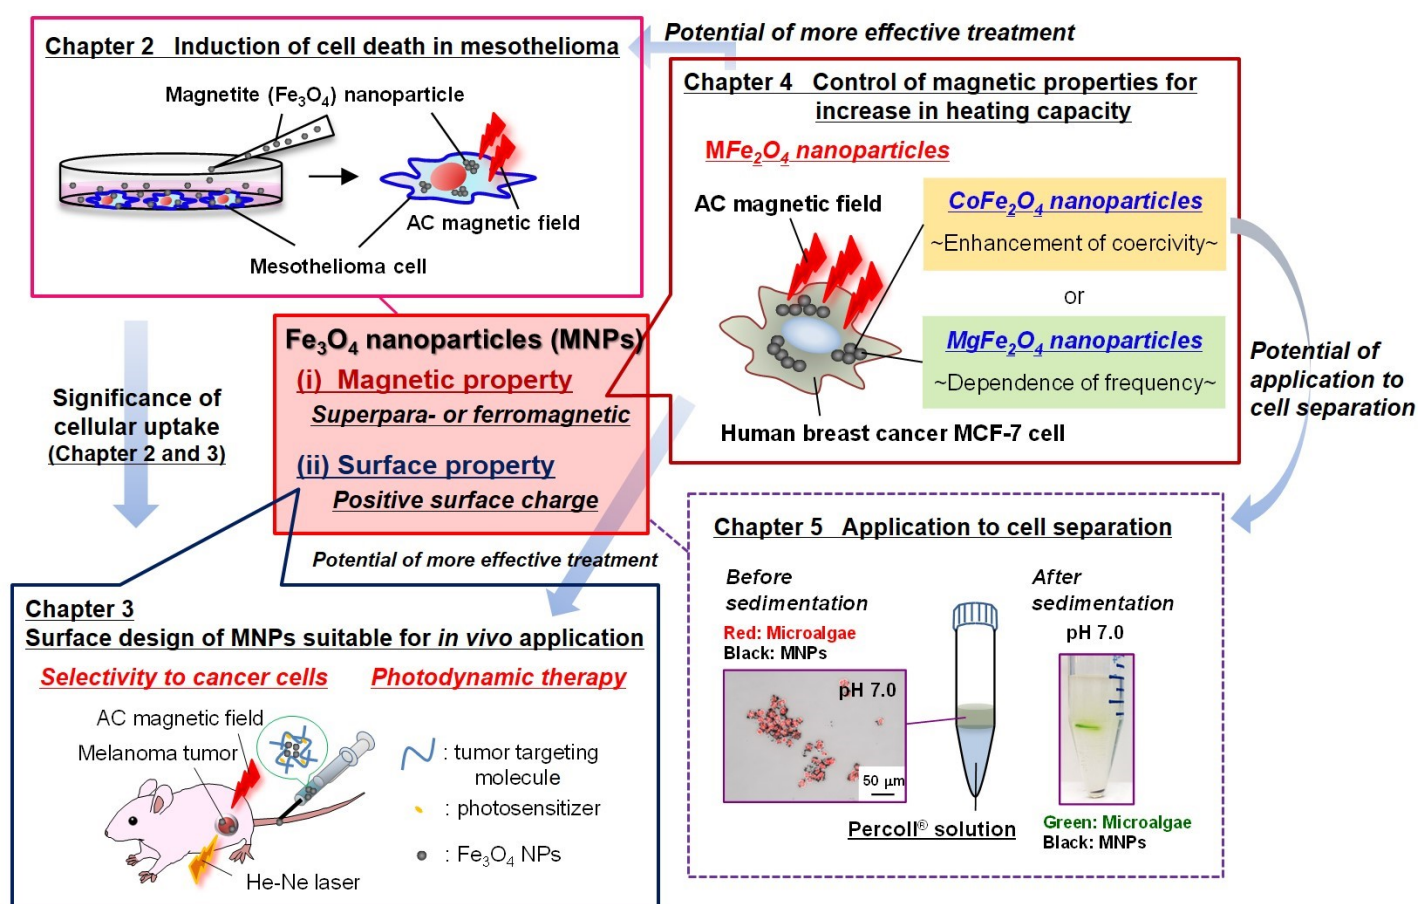 Chapter 2   Induction of cell death in mesothelioma
Magnetite (Fe₃O₄) nanoparticle
AC magnetic field
Mesothelioma cell
Potential of more effective treatment
Chapter 4   Control of magnetic properties for
increase in heating capacity
MFe₂O₄ nanoparticles
AC magnetic field
CoFe₂O₄ nanoparticles
~Enhancement of coercivity~
or
MgFe₂O₄ nanoparticles
~Dependence of frequency~
Human breast cancer MCF-7 cell
Potential of
application to
cell separation
Fe₃O₄ nanoparticles (MNPs)
(i)  Magnetic property
Superpara- or ferromagnetic
(ii) Surface property
Positive surface charge
Significance of
cellular uptake
(Chapter 2 and 3)
Potential of more effective treatment
Chapter 3
Surface design of MNPs suitable for in vivo application
Selectivity to cancer cells
Photodynamic therapy
AC magnetic field
Melanoma tumor
He-Ne laser
: tumor targeting
molecule
: photosensitizer
: Fe₃O₄ NPs
Chapter 5   Application to cell separation
Before
sedimentation
Red: Microalgae
Black: MNPs
pH 7.0
50 μm
Percoll® solution
After
sedimentation
pH 7.0
Green: Microalgae
Black: MNPs